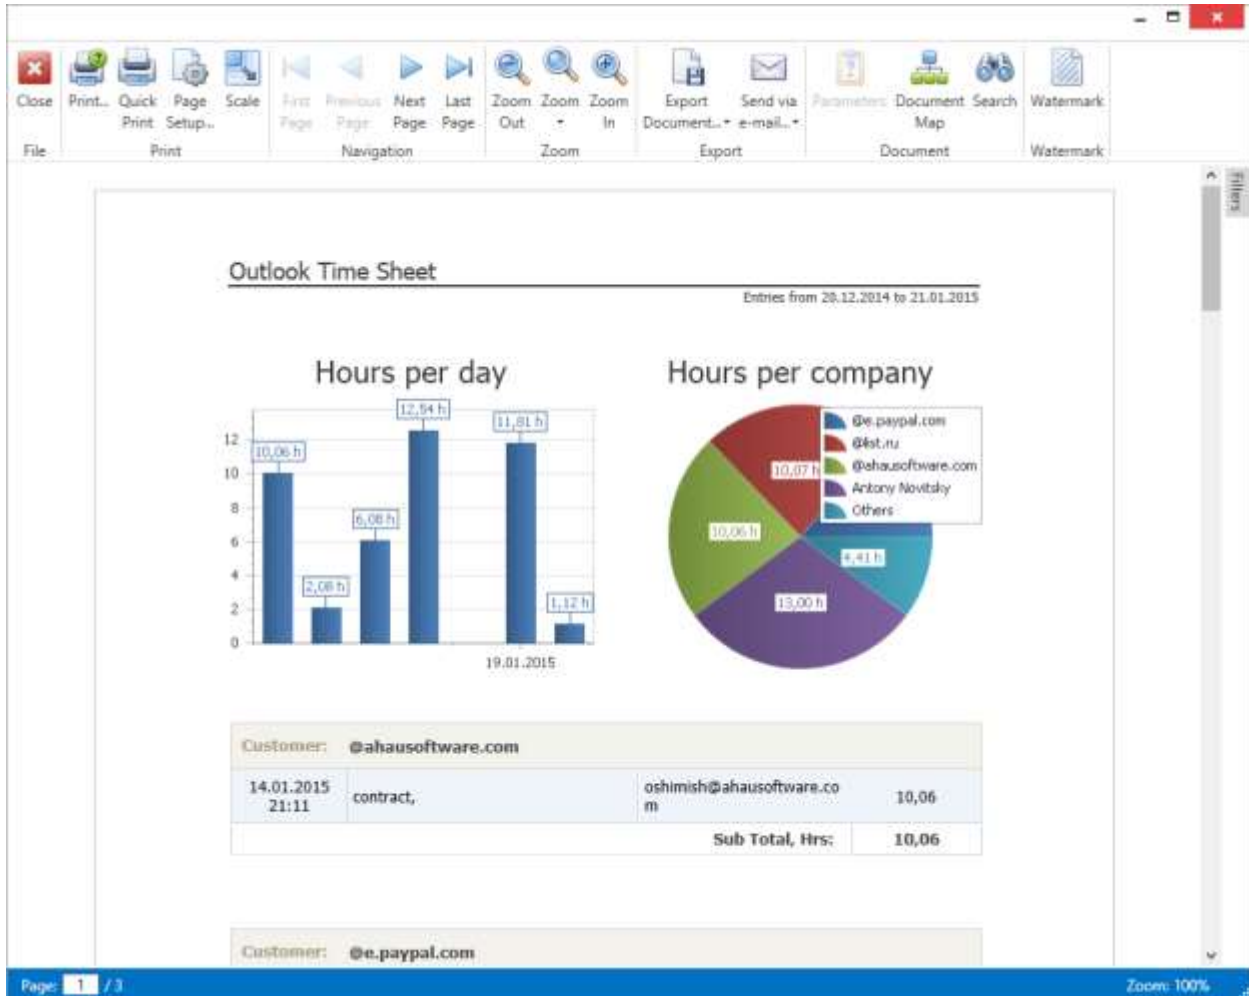 Close
Print...
Quick Print
Page Setup...
Scale
First Page
Previous Page
Next Page
Last Page
Zoom Out
Zoom
Zoom In
Export Document...
Send via e-mail...
Parameters
Document Map
Search
Watermark
File
Print
Navigation
Zoom
Export
Document
Watermark
Filters
Outlook Time Sheet
Entries from 20.12.2014 to 21.01.2015
Hours per day
12
10
8
6
4
2
0
10,06 h
2,08 h
6,08 h
12,54 h
11,81 h
1,12 h
19.01.2015
Hours per company
@e.paypal.com
@list.ru
@ahausoftware.com
Antony Novitsky
Others
10,07 h
10,06 h
4,41 h
13,00 h
Customer: @ahausoftware.com
14.01.2015
21:11
contract,
oshimish@ahausoftware.co
m
10,06
Sub Total, Hrs: 10,06
Customer: @e.paypal.com
Page: 1 / 3
Zoom: 100%